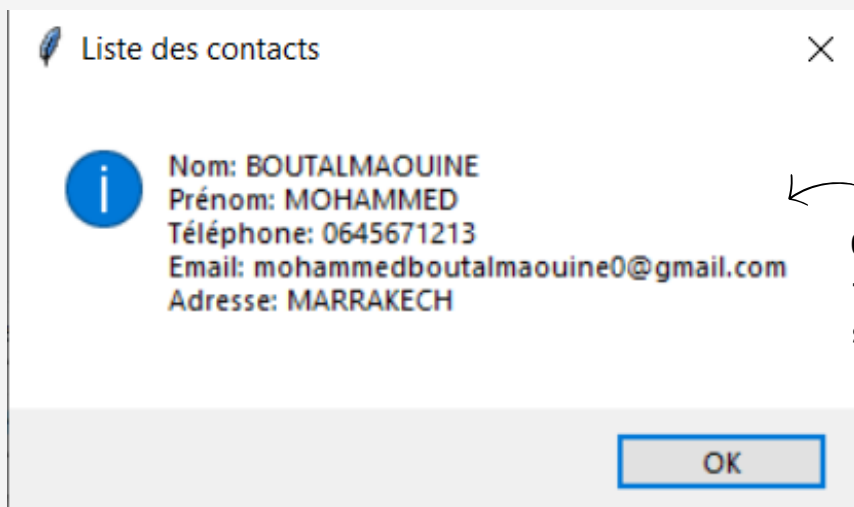 Liste des contacts
Nom: BOUTALMAOUINE
Prénom: MOHAMMED
Téléphone: 0645671213
Email: mohammedboutalmaouine0@gmail.com
Adresse: MARRAKECH
OK